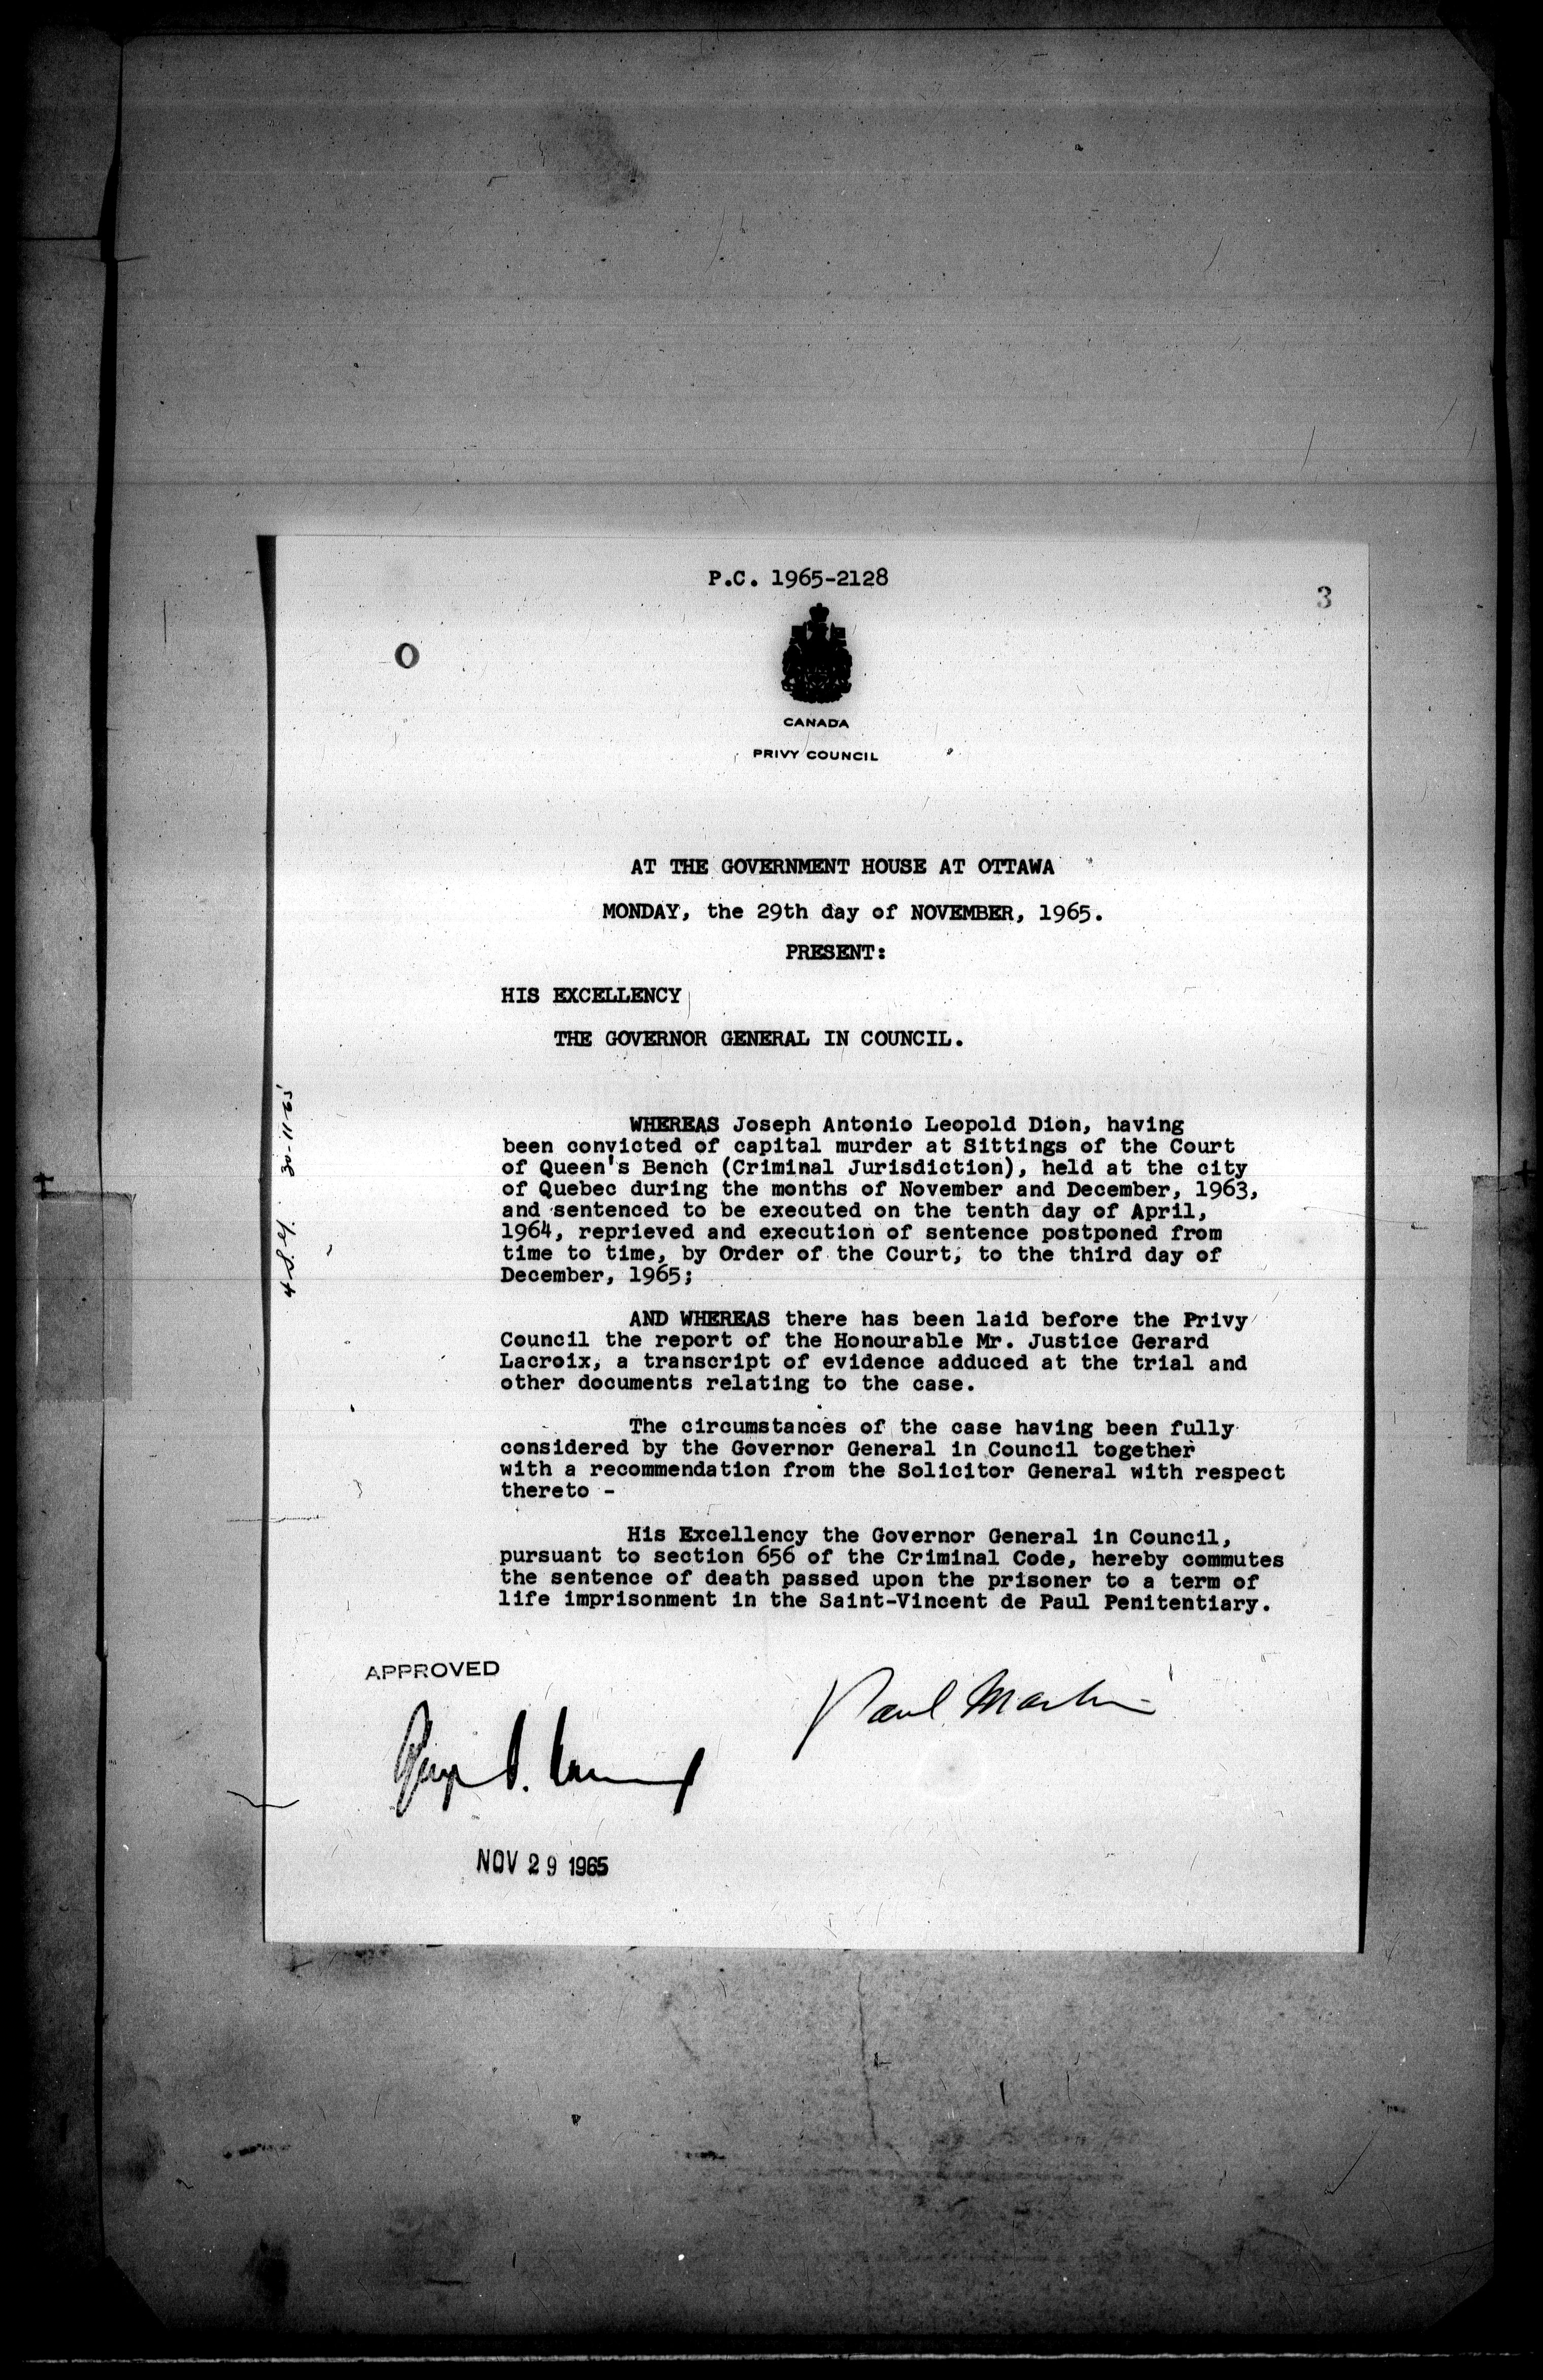 P.C. 1965-2128
3
O
CANADA
PRIVY COUNCIL
AT THE GOVERNMENT HOUSE AT OTTAWA
MONDAY, the 29th day of NOVEMBER, 1965.
PRESENT:
HIS EXCELLENCY
THE GOVERNOR GENERAL IN COUNCIL.
WHEREAS Joseph Antonio Leopold Dion, having
been convicted of capital murder at Sittings of the Court
of Queen's Bench (Criminal Jurisdiction), held at the city
of Quebec during the months of November and December, 1963,
and sentenced to be executed on the tenth day of April,
1964, reprieved and execution of sentence postponed from
time to time, by Order of the Court, to the third day of
December, 1965;
AND WHEREAS there has been laid before the Privy
Council the report of the Honourable Mr. Justice Gerard
Lacroix, a transcript of evidence adduced at the trial and
other documents relating to the case.
The circumstances of the case having been fully
considered by the Governor General in Council together
with a recommendation from the Solicitor General with respect
thereto -
His Excellency the Governor General in Council,
pursuant to section 656 of the Criminal Code, hereby commutes
the sentence of death passed upon the prisoner to a term of
life imprisonment in the Saint-Vincent de Paul Penitentiary.
APPROVED
Paul Martin
NOV 29 1965
4 S.G. 30-11-65